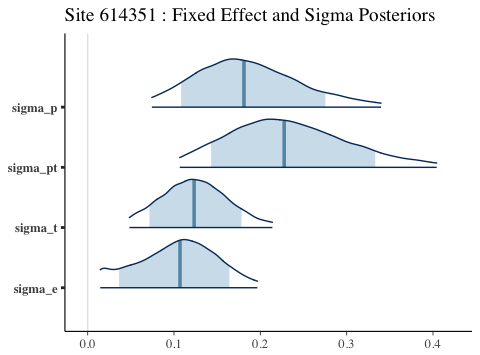 Site 614351 : Fixed Effect and Sigma Posteriors
sigma_p
sigma_pt
sigma_t
sigma_e
0.0 0.1 0.2 0.3 0.4